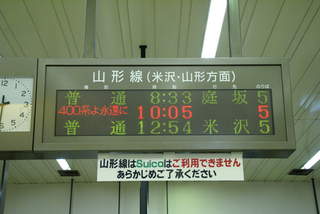 山形線(米沢・山形方面)
普通 8:33 庭坂 5
400系よ永遠に 10:05 5
普通 12:54 米沢 5
山形線はSuicaはご利用できません
あらかじめご了承ください